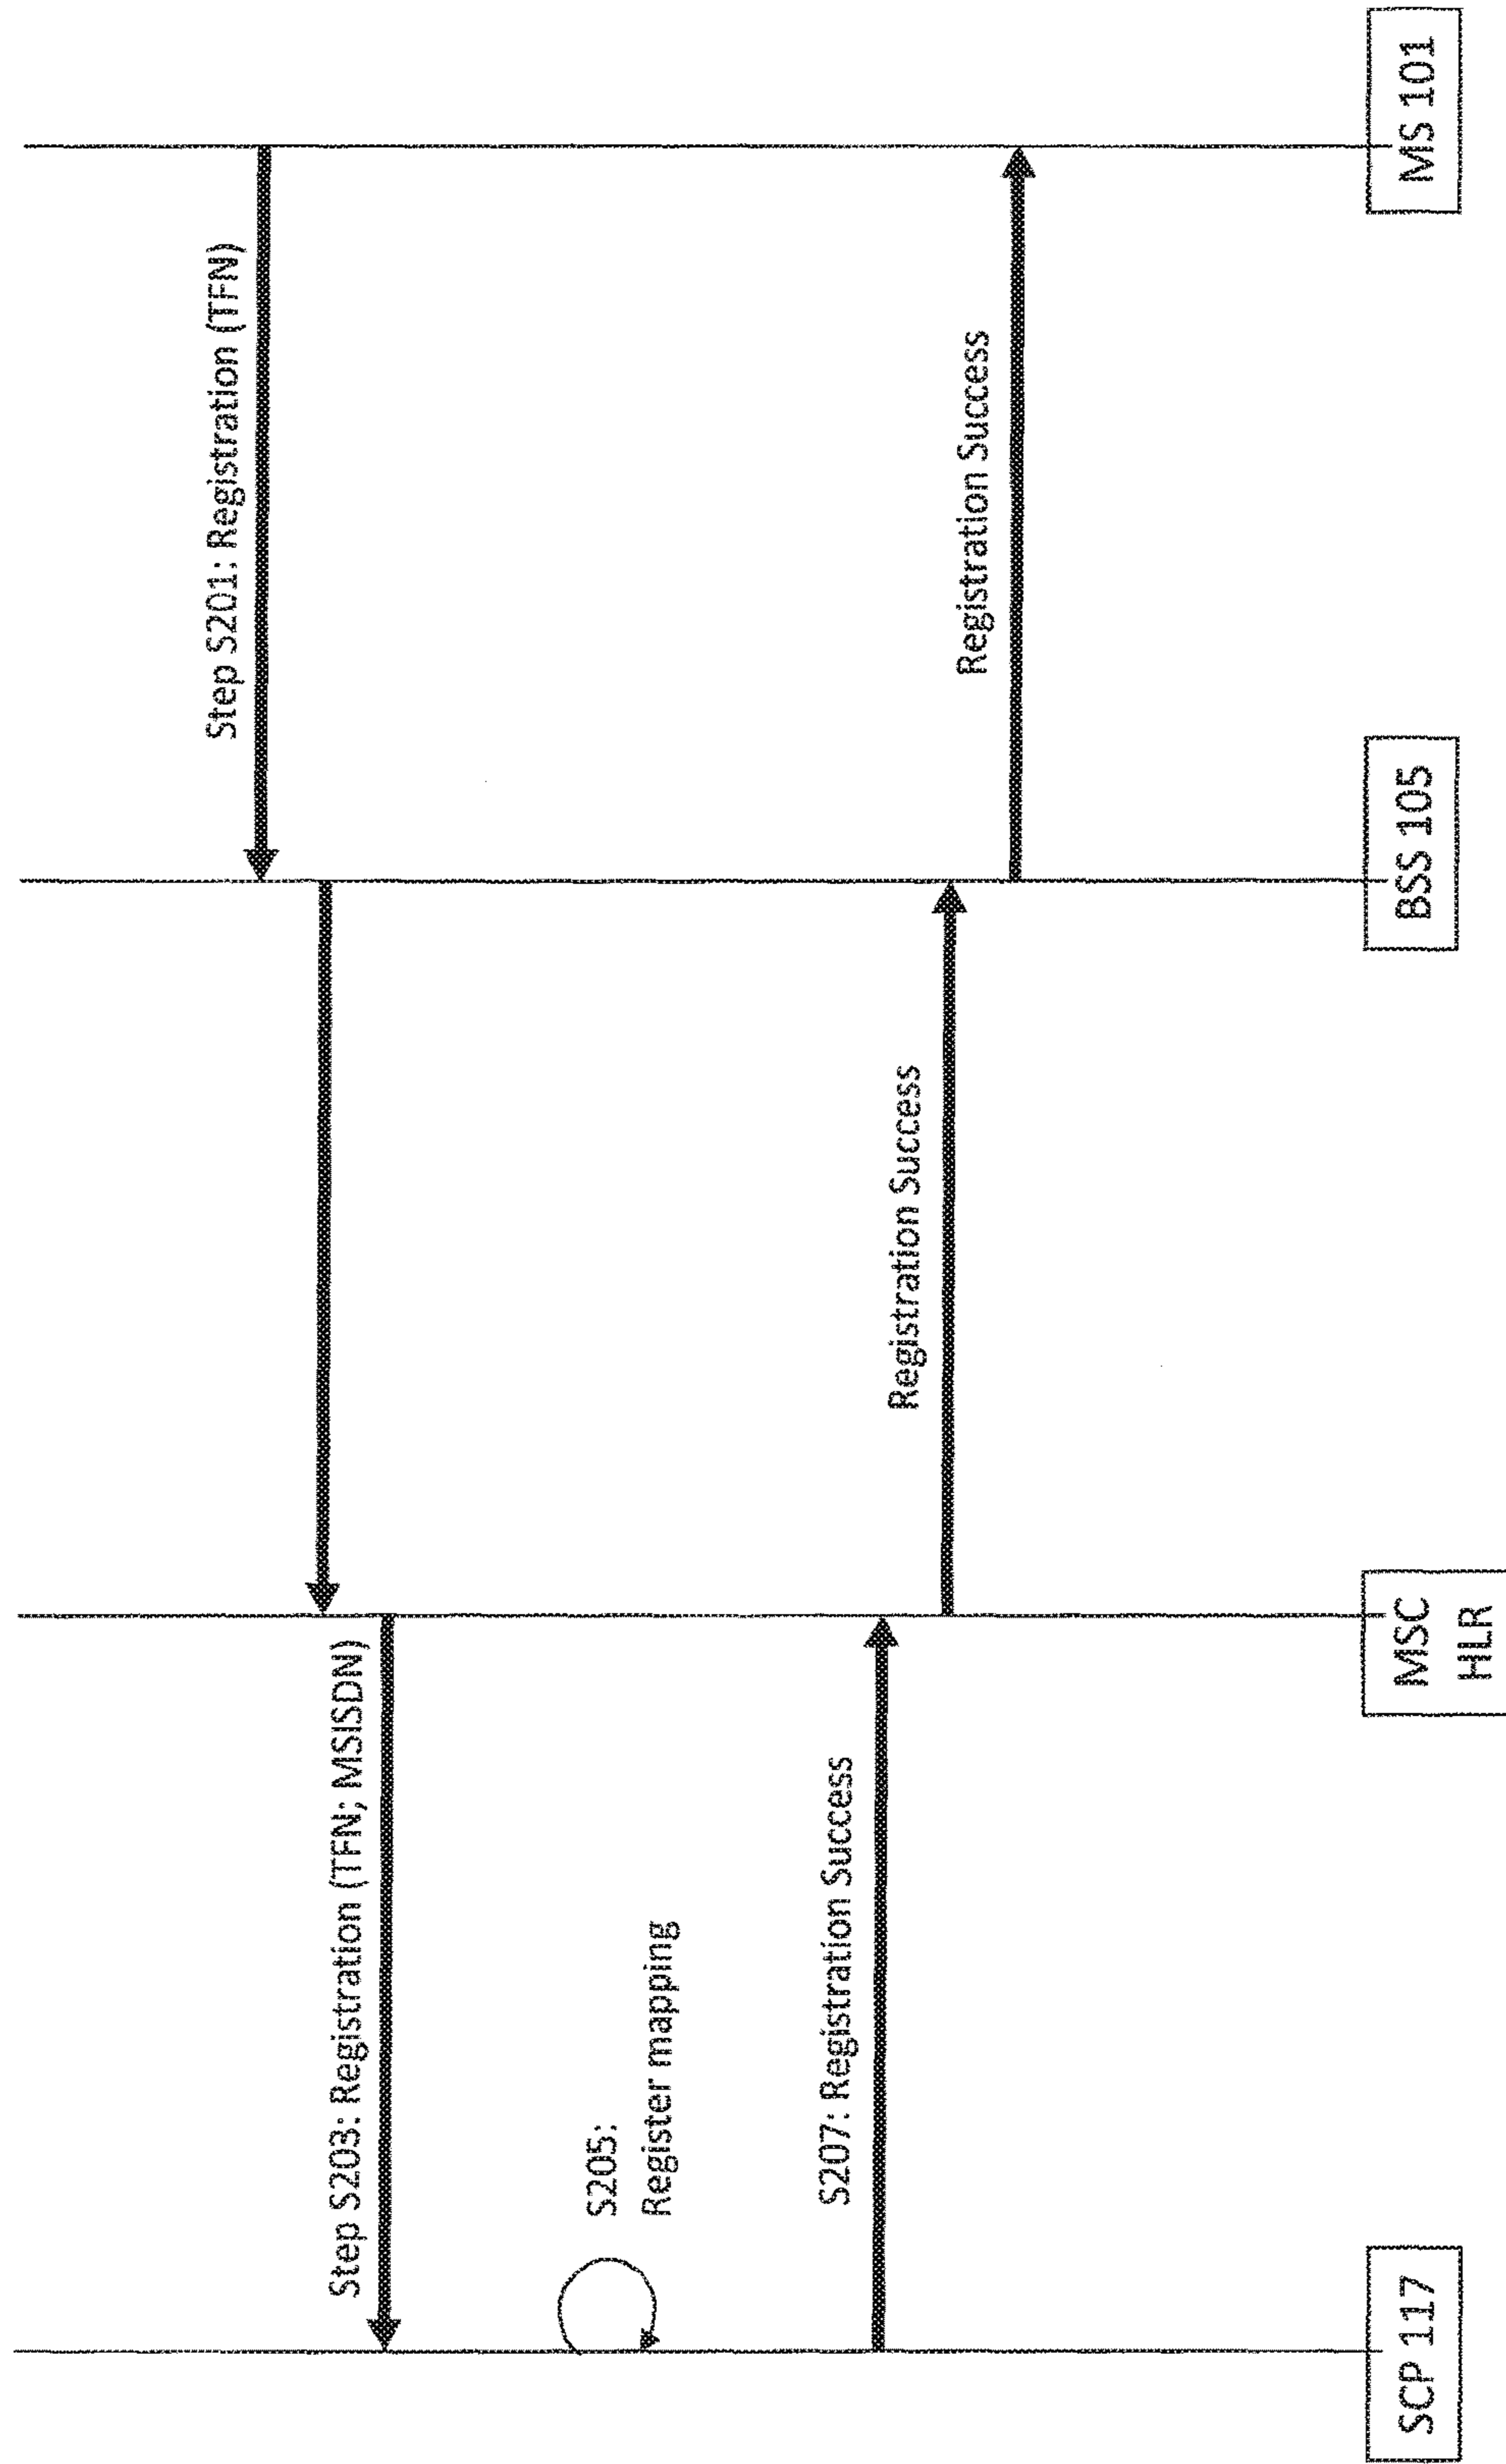 Step S201: Registration (TFN)
Step S203: Registration (TFN; MSISDN)
S205:
Register mapping
S207: Registration Success
Registration Success
Registration Success
SCP 117
MSC
HLR
BSS 105
MS 101